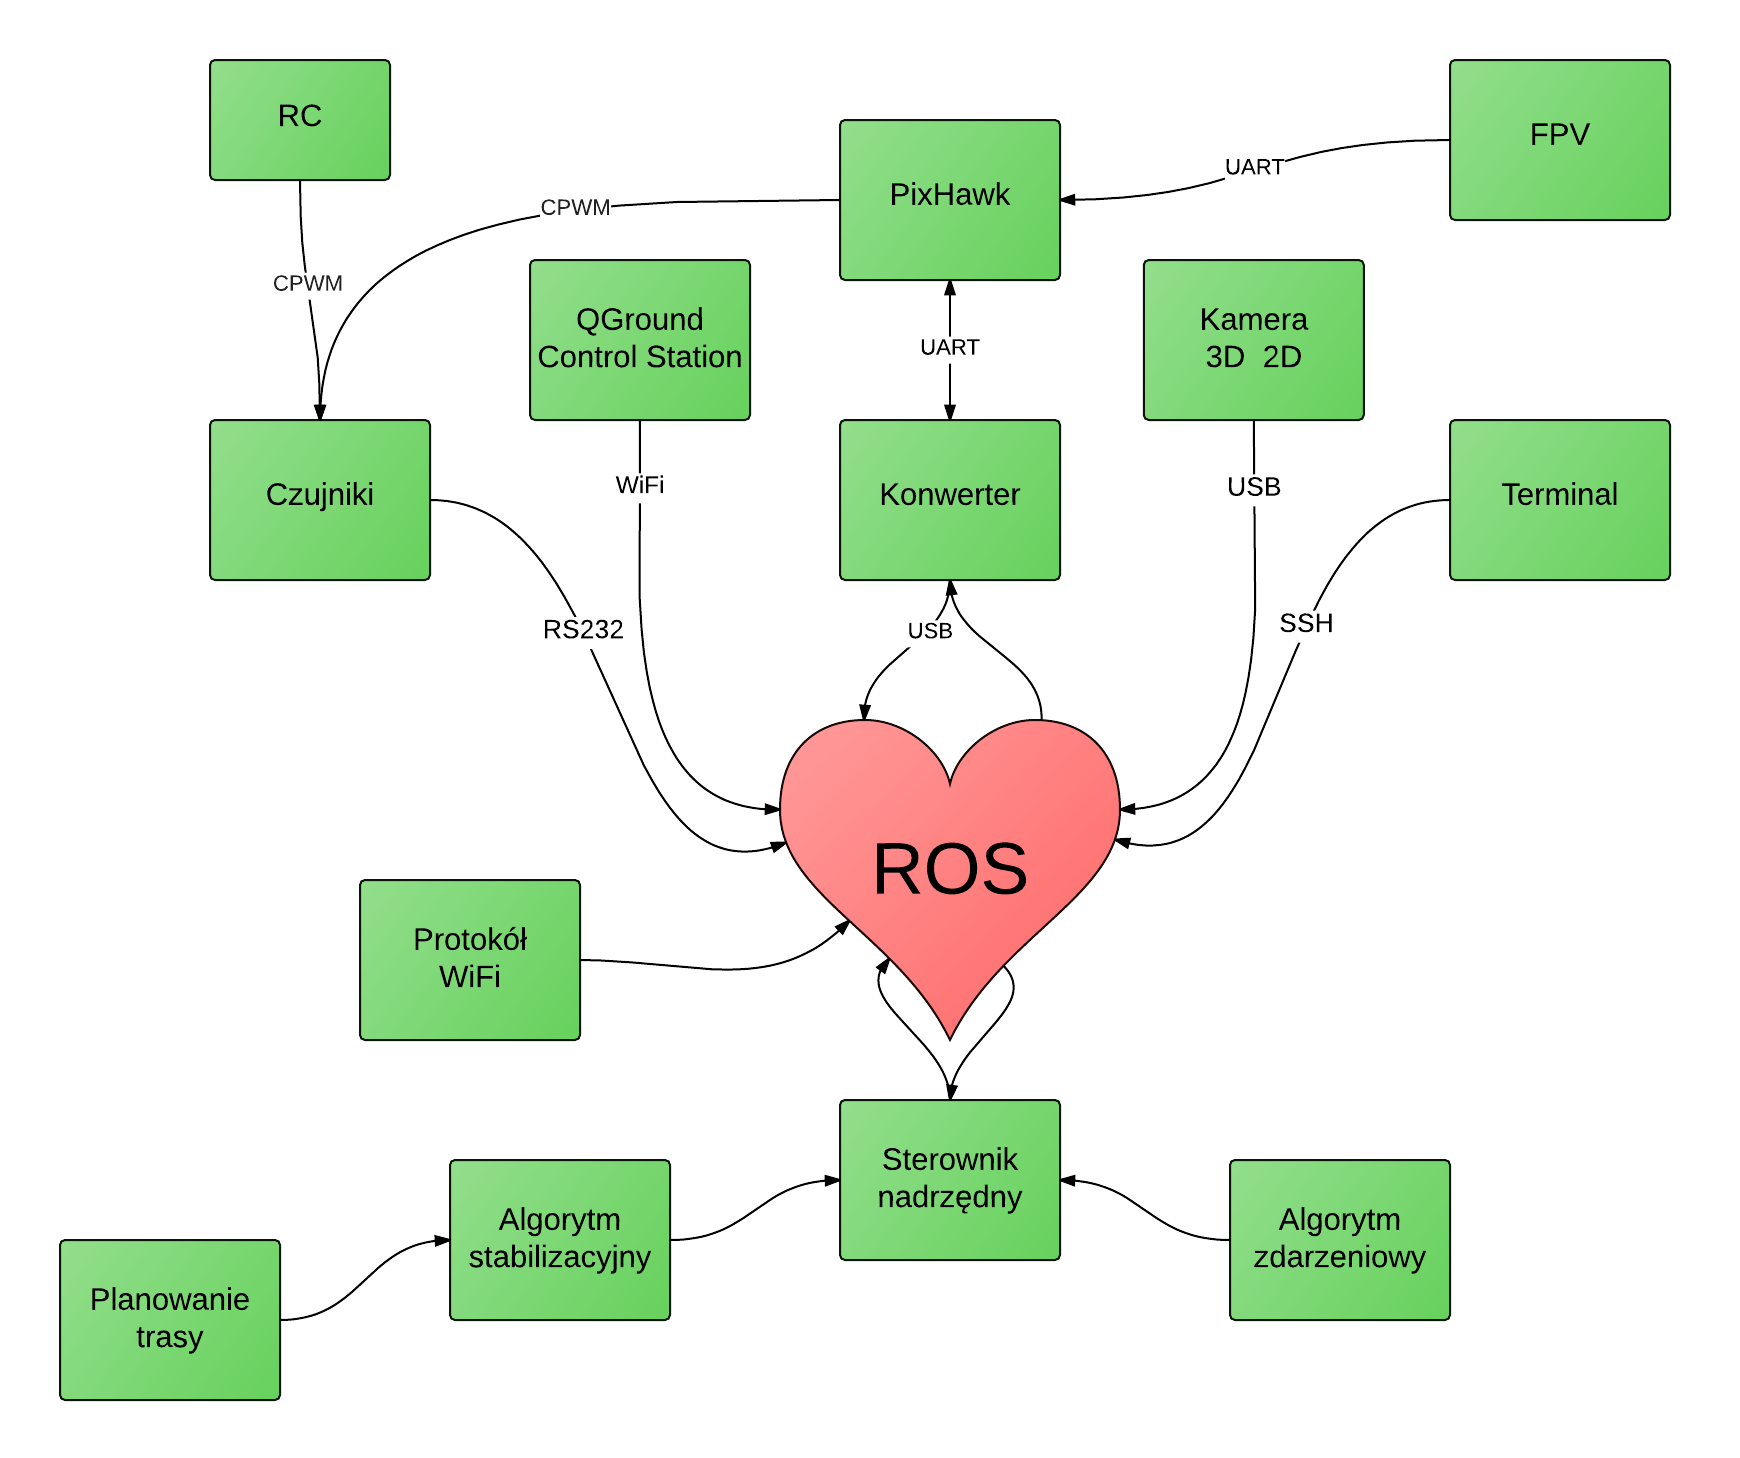 RC
FPV
UART
PixHawk
CPWM
CPWM
QGround
Control Station
UART
Kamera
3D  2D
Czujniki
WiFi
Konwerter
USB
Terminal
RS232
USB
SSH
ROS
Protokół
WiFi
Sterownik
nadrzędny
Algorytm
stabilizacyjny
Algorytm
zdarzeniowy
Planowanie
trasy